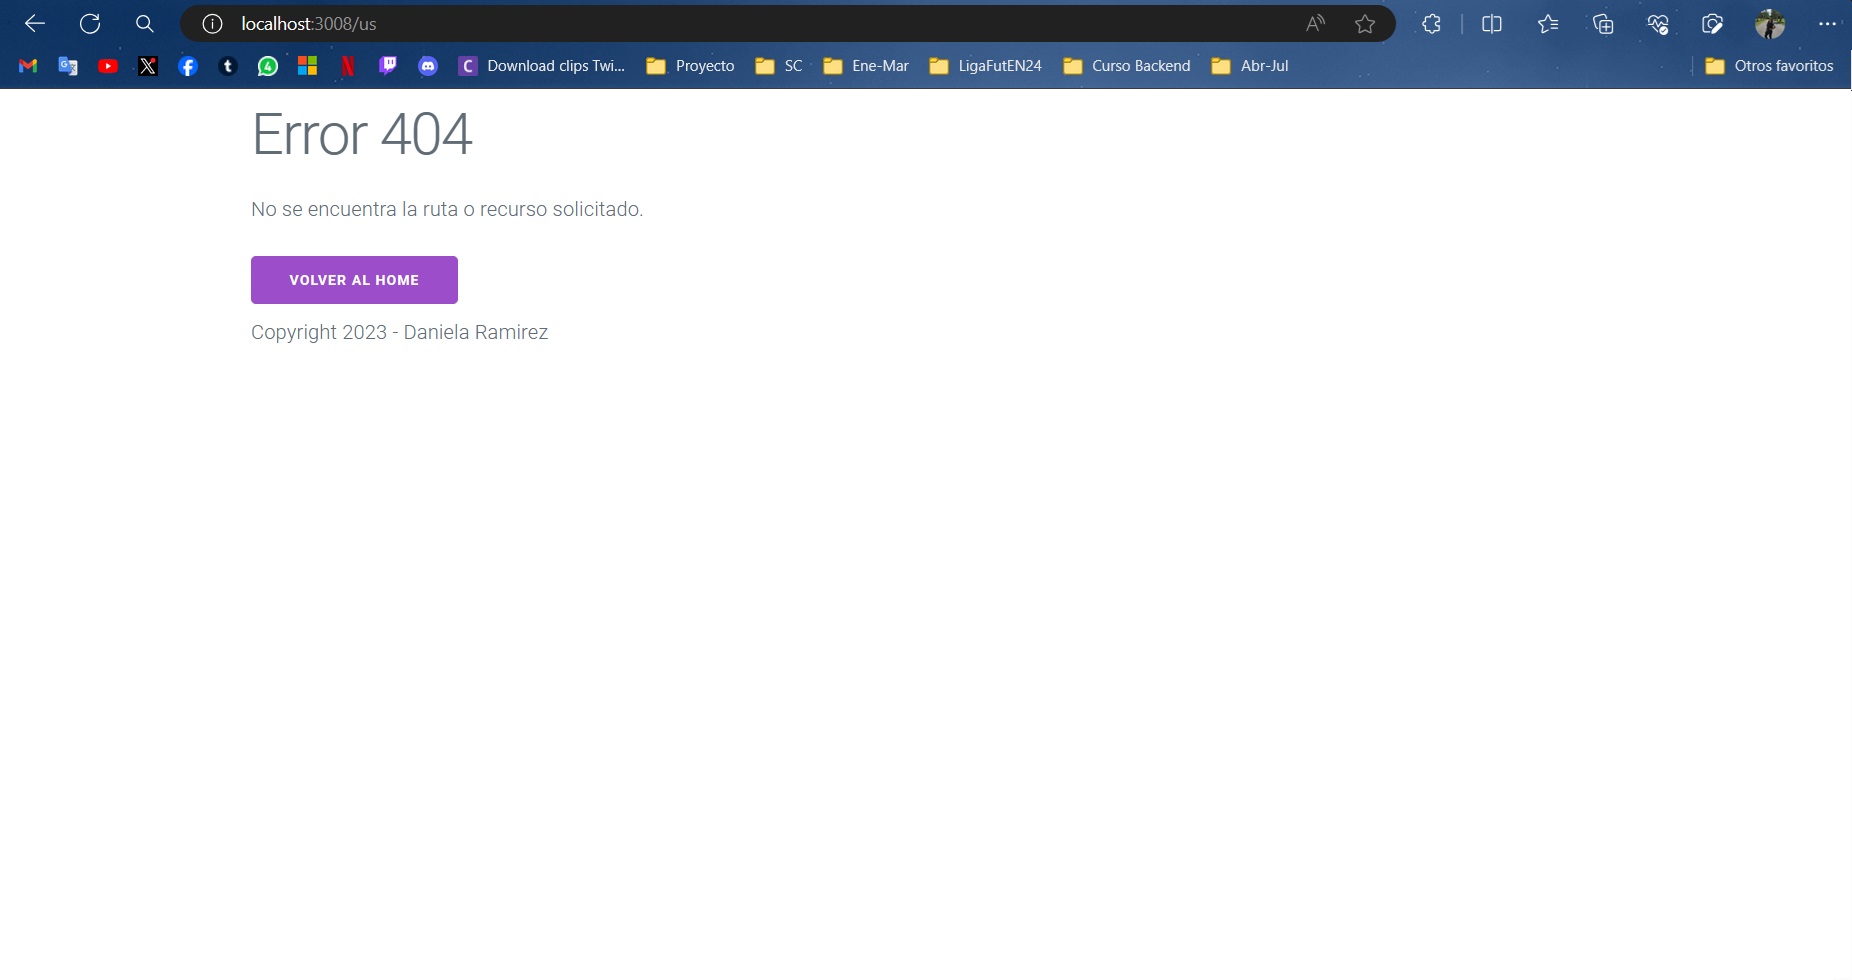 localhost:3008/us
Download clips Twi... Proyecto SC Ene-Mar LigaFutEN24 Curso Backend Abr-Jul Otros favoritos
Error 404
No se encuentra la ruta o recurso solicitado.
VOLVER AL HOME
Copyright 2023 - Daniela Ramirez